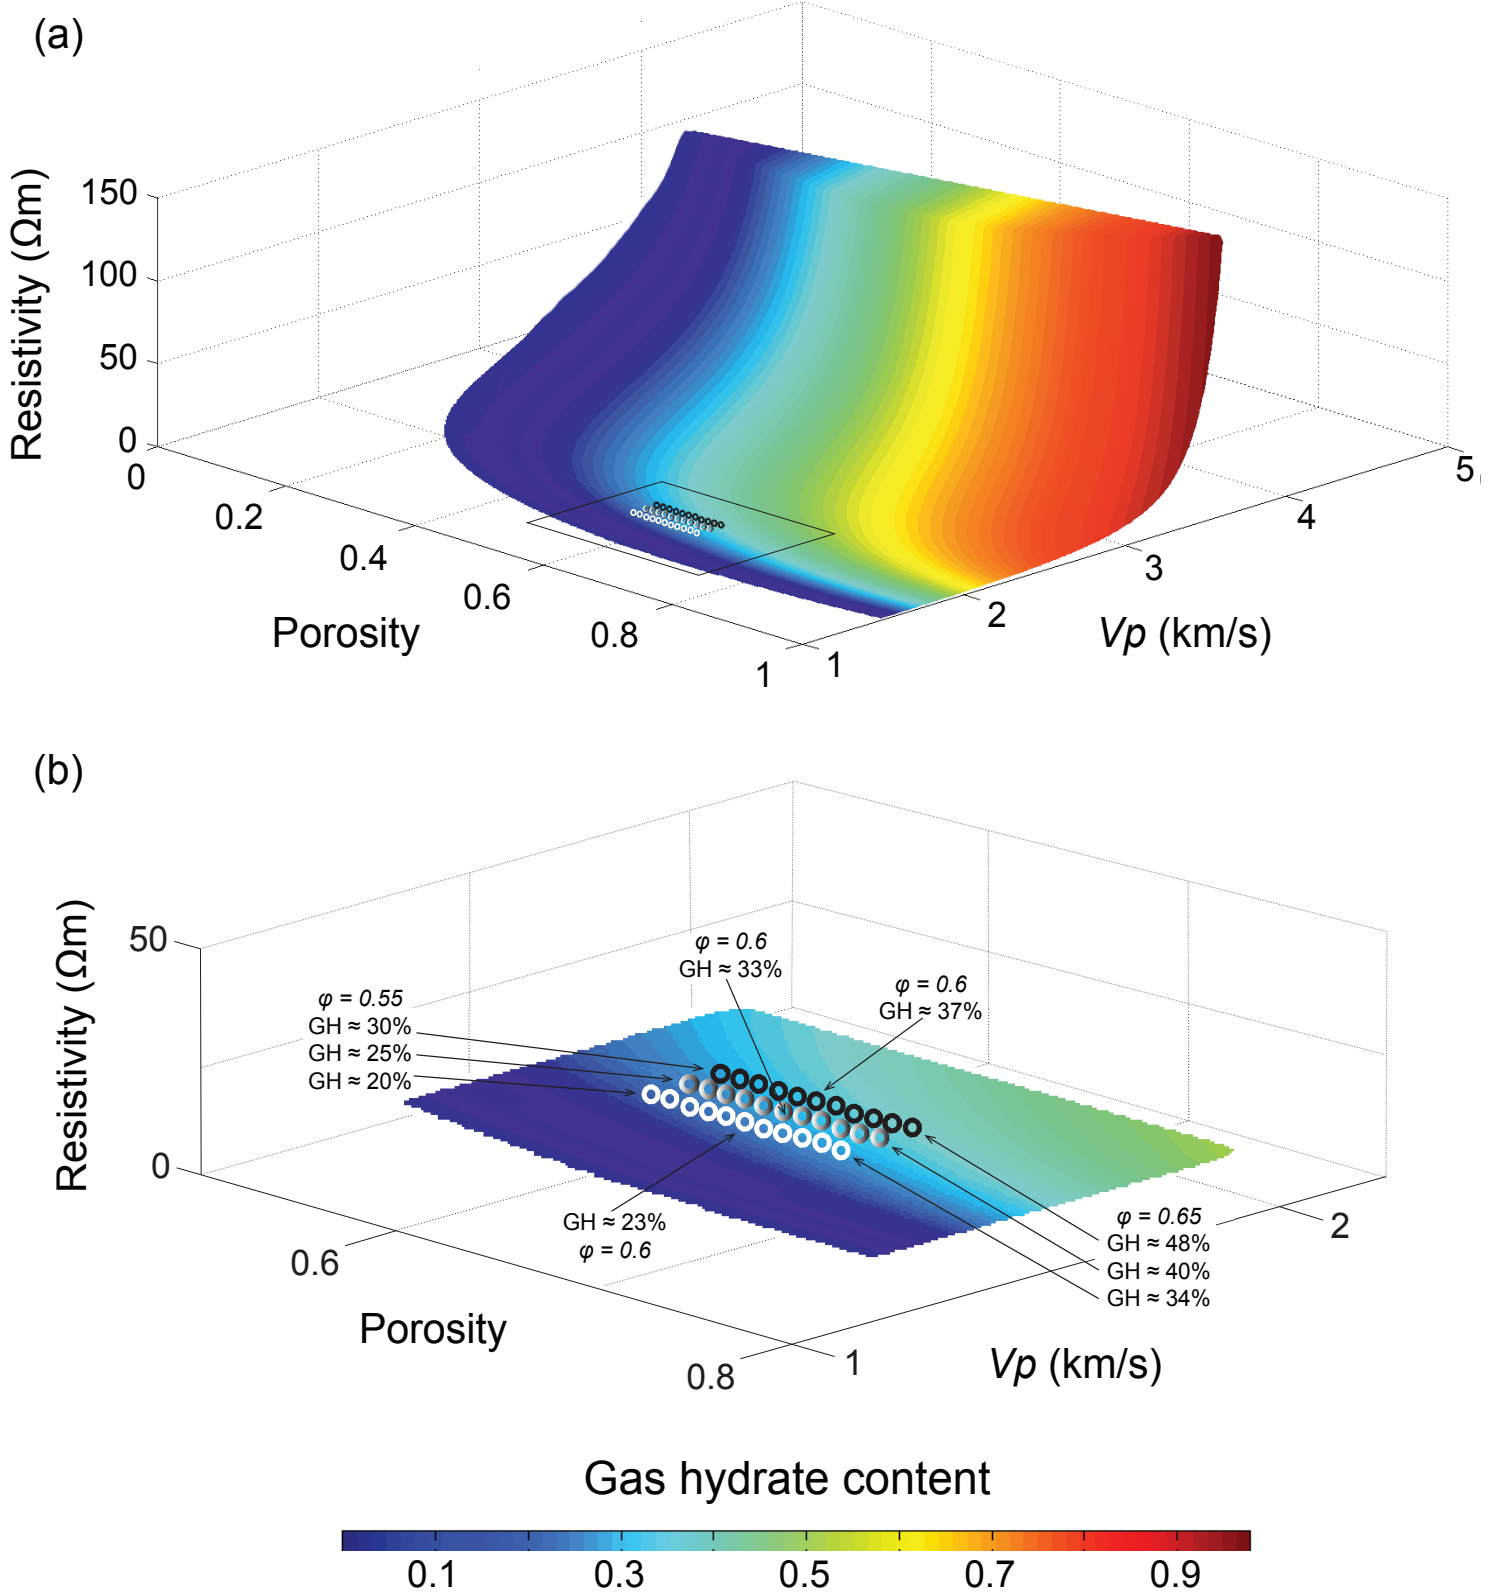 (a)
Resistivity (Ωm)
150
100
50
0
0
0.2
0.4
0.6
0.8
1
Porosity
1
2
3
4
5
Vp (km/s)
(b)
Resistivity (Ωm)
50
0
φ = 0.6
GH ≈ 33%
φ = 0.6
GH ≈ 37%
φ = 0.55
GH ≈ 30%
GH ≈ 25%
GH ≈ 20%
GH ≈ 23%
φ = 0.6
φ = 0.65
GH ≈ 48%
GH ≈ 40%
GH ≈ 34%
0.6
0.8
Porosity
1
2
Vp (km/s)
Gas hydrate content
0.1 0.3 0.5 0.7 0.9